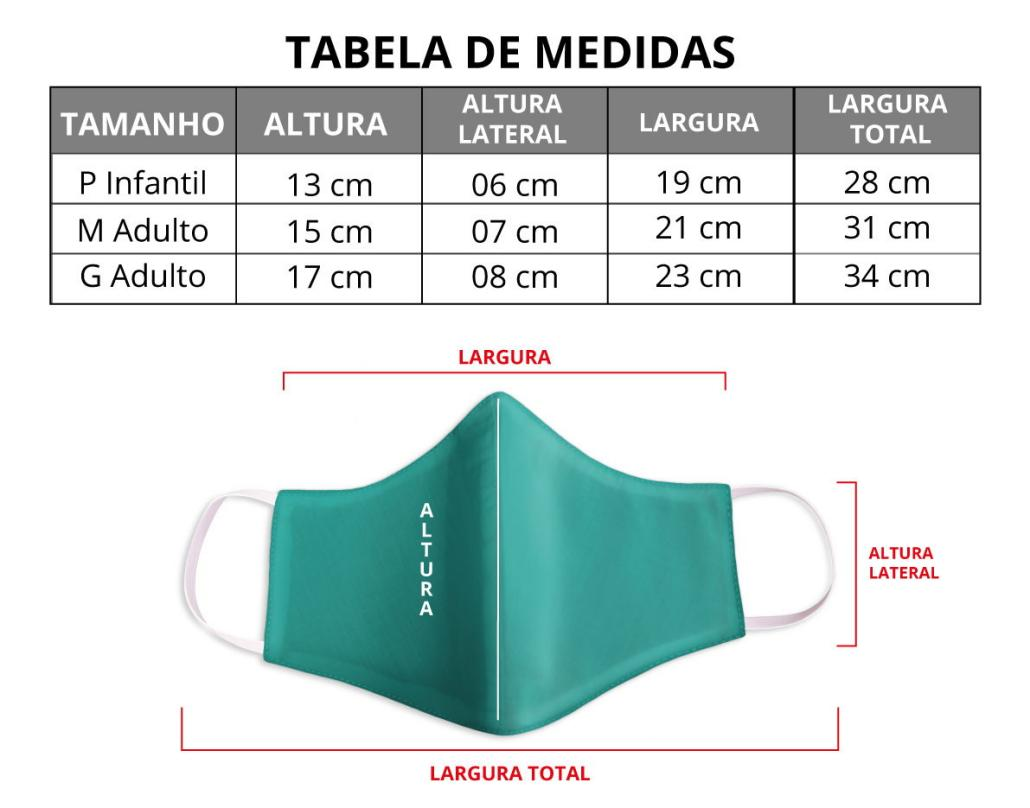 TABELA DE MEDIDAS
TAMANHO ALTURA ALTURA LATERAL LARGURA LARGURA TOTAL
P Infantil 13 cm 06 cm 19 cm 28 cm
M Adulto 15 cm 07 cm 21 cm 31 cm
G Adulto 17 cm 08 cm 23 cm 34 cm
LARGURA
ALTURA
ALTURA
LATERAL
LARGURA TOTAL